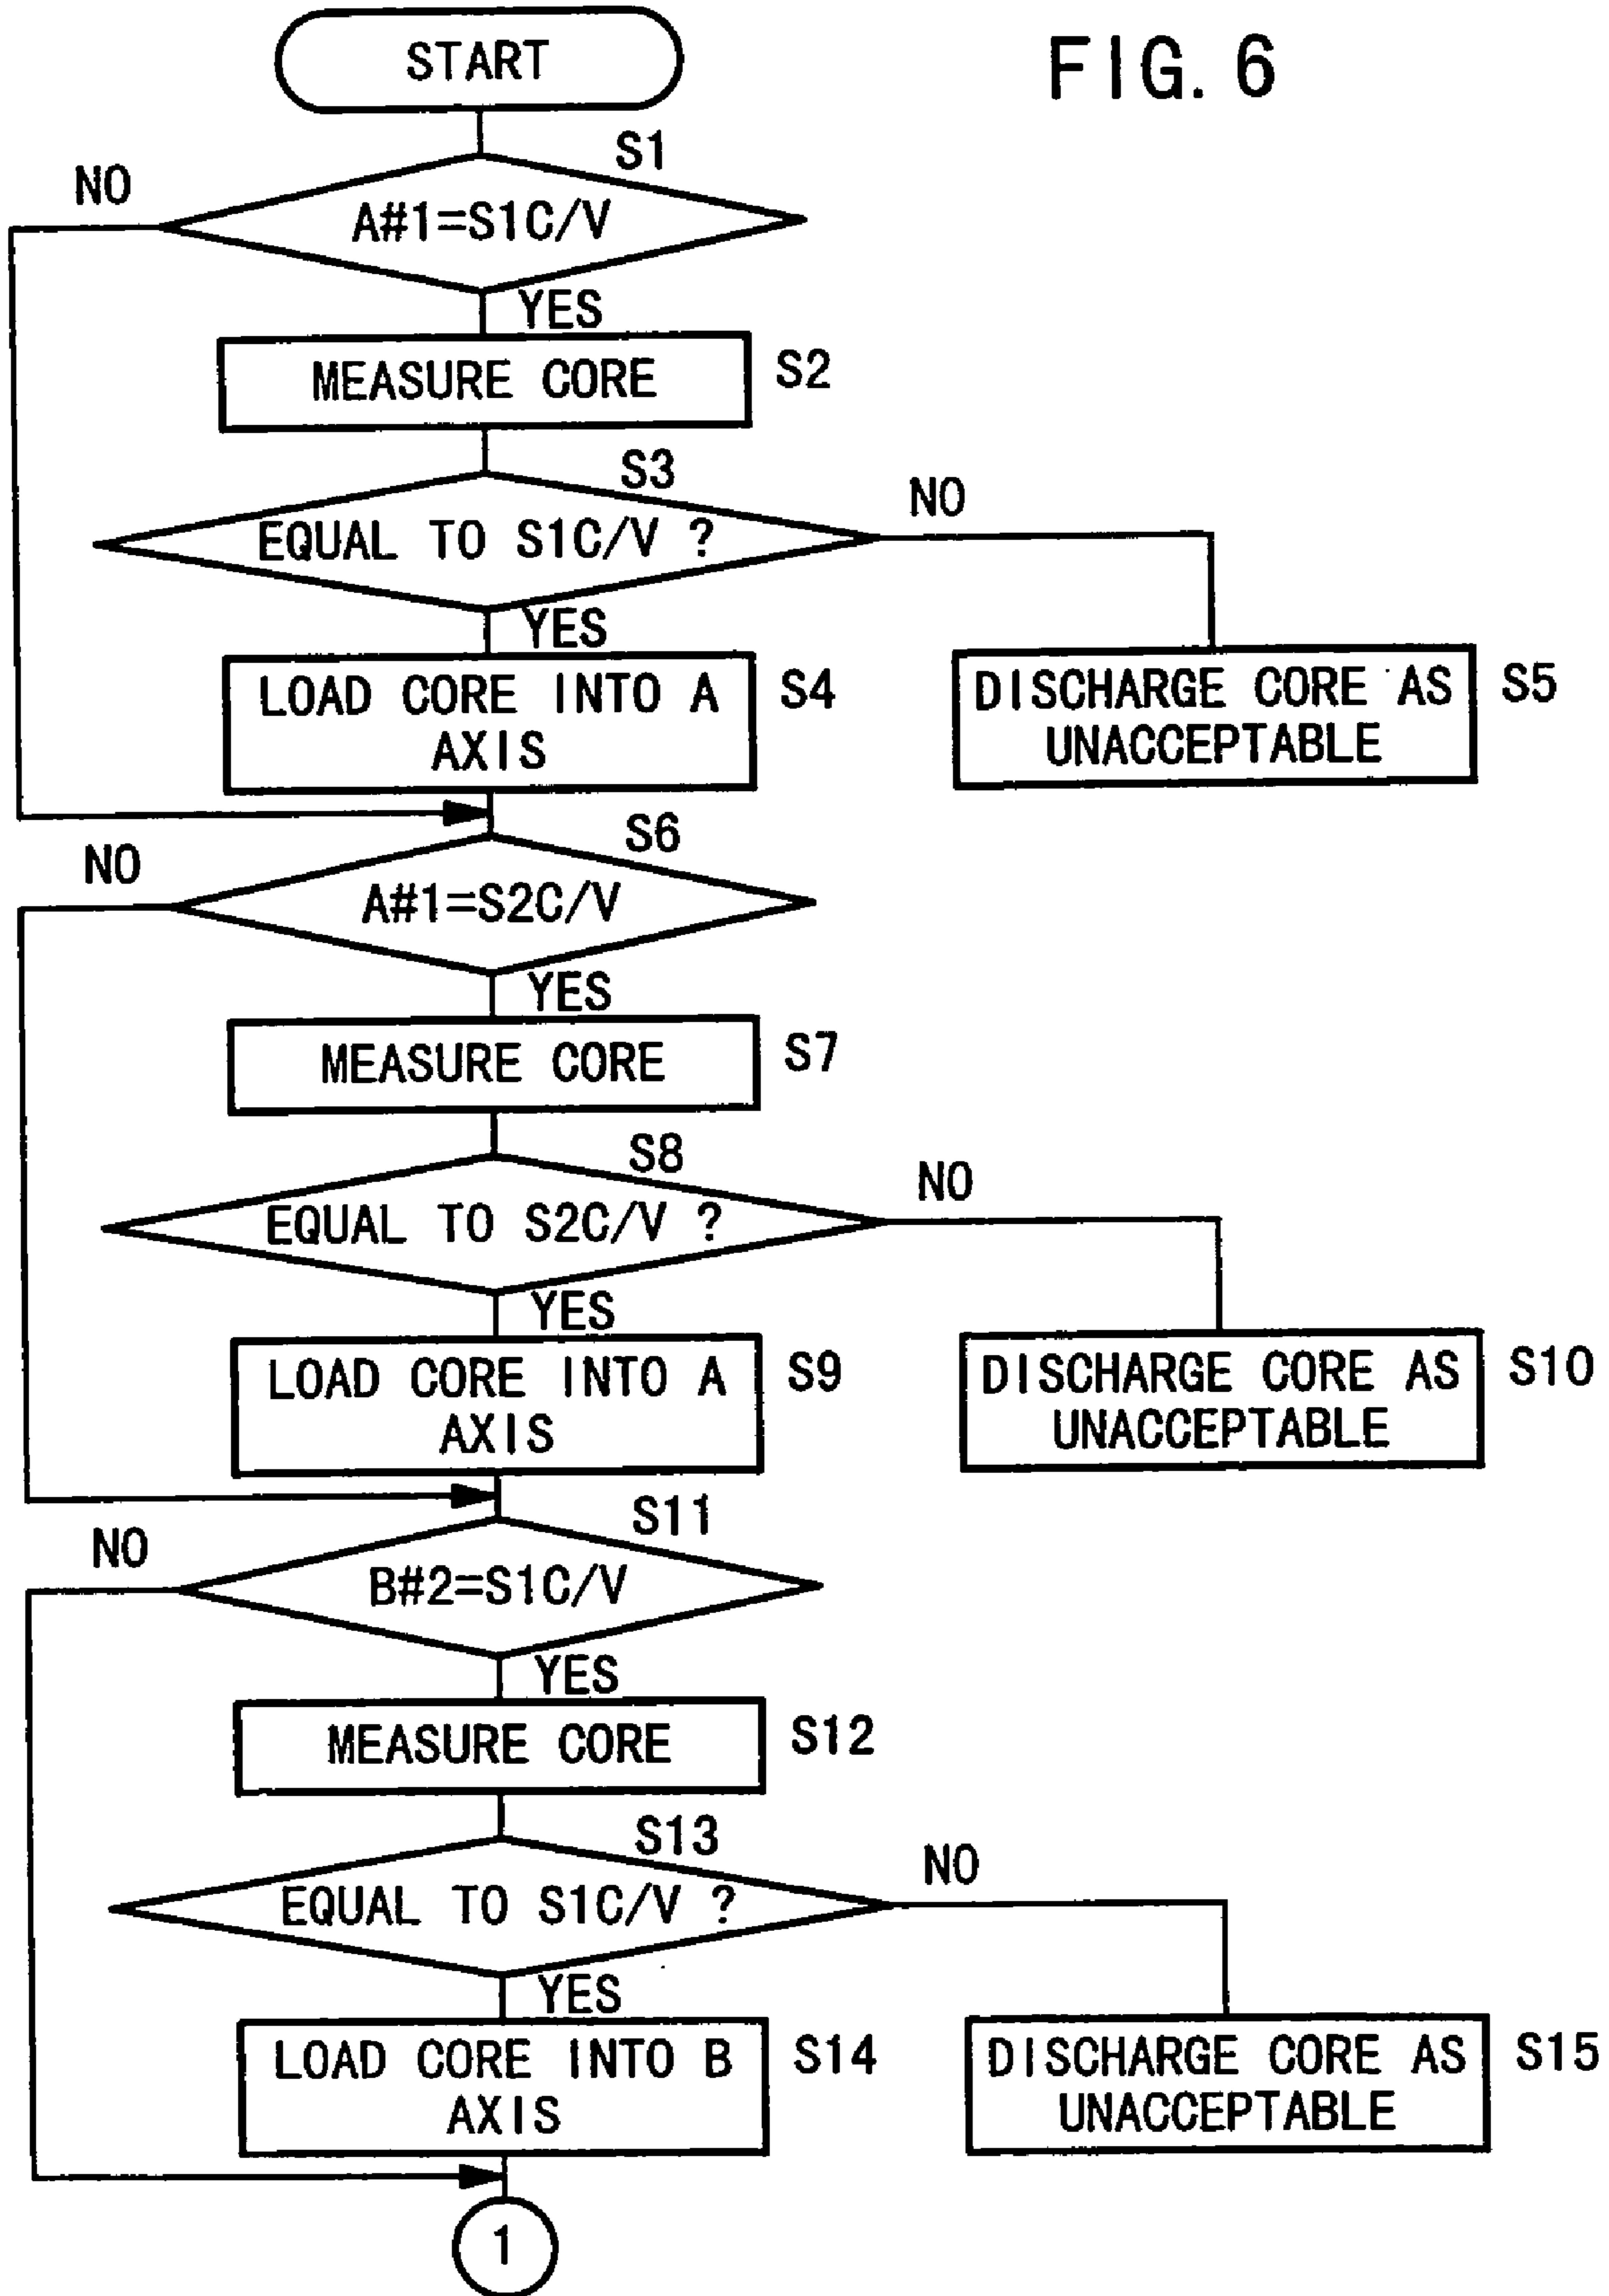 START
FIG. 6
S1
NO
A#1=S1C/V
YES
MEASURE CORE
S2
S3
NO
EQUAL TO S1C/V ?
YES
LOAD CORE INTO A
AXIS
S4
DISCHARGE CORE AS
UNACCEPTABLE
S5
S6
NO
A#1=S2C/V
YES
MEASURE CORE
S7
S8
NO
EQUAL TO S2C/V ?
YES
LOAD CORE INTO A
AXIS
S9
DISCHARGE CORE AS
UNACCEPTABLE
S10
S11
NO
B#2=S1C/V
YES
MEASURE CORE
S12
S13
NO
EQUAL TO S1C/V ?
YES
LOAD CORE INTO B
AXIS
S14
DISCHARGE CORE AS
UNACCEPTABLE
S15
1